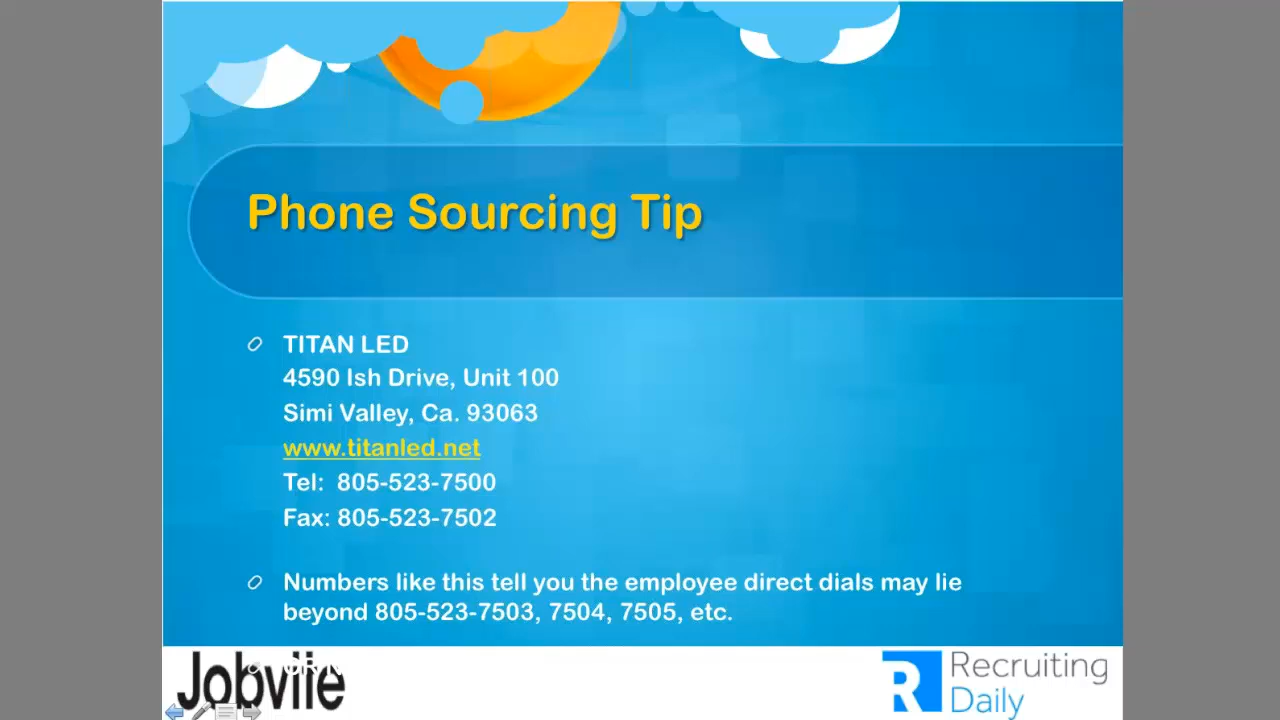 Phone Sourcing Tip
TITAN LED
4590 Ish Drive, Unit 100
Simi Valley, Ca. 93063
www.titanled.net
Tel: 805-523-7500
Fax: 805-523-7502
Numbers like this tell you the employee direct dials may lie
beyond 805-523-7503, 7504, 7505, etc.
Jobvite
R
Recruiting
Daily